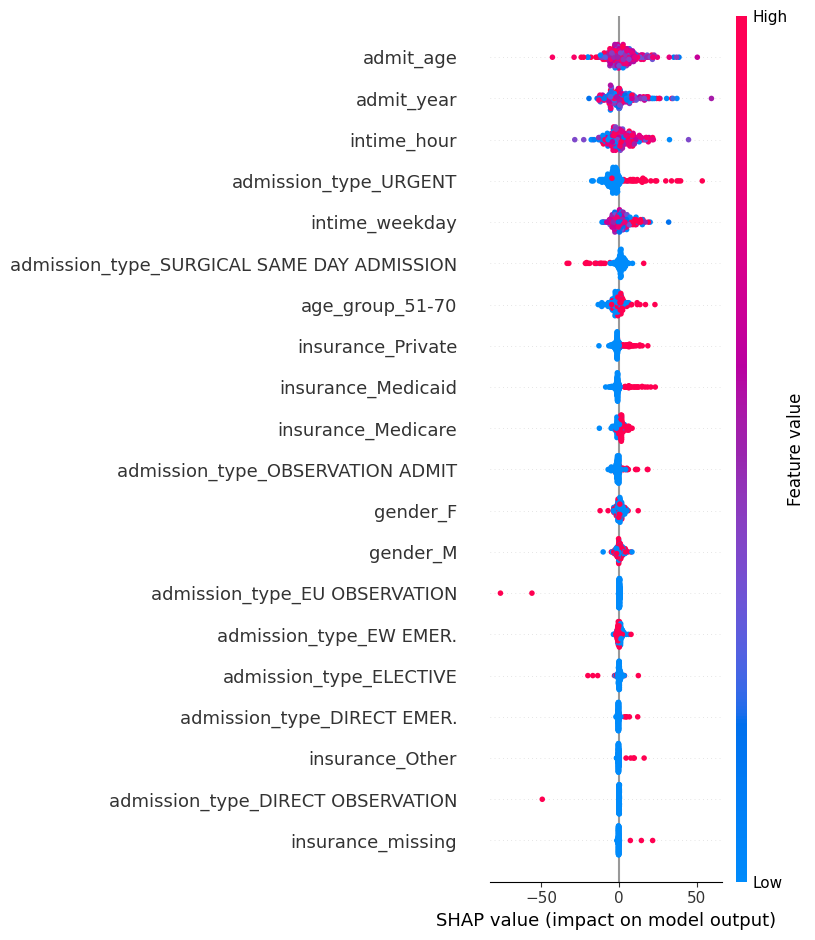 High
admit_age
admit_year
intime_hour
admission_type_URGENT
intime_weekday
admission_type_SURGICAL SAME DAY ADMISSION
age_group_51-70
insurance_Private
insurance_Medicaid
insurance_Medicare
admission_type_OBSERVATION ADMIT
gender_F
gender_M
admission_type_EU OBSERVATION
admission_type_EW EMER.
admission_type_ELECTIVE
admission_type_DIRECT EMER.
insurance_Other
admission_type_DIRECT OBSERVATION
insurance_missing
Feature value
Low
−50 0 50
SHAP value (impact on model output)